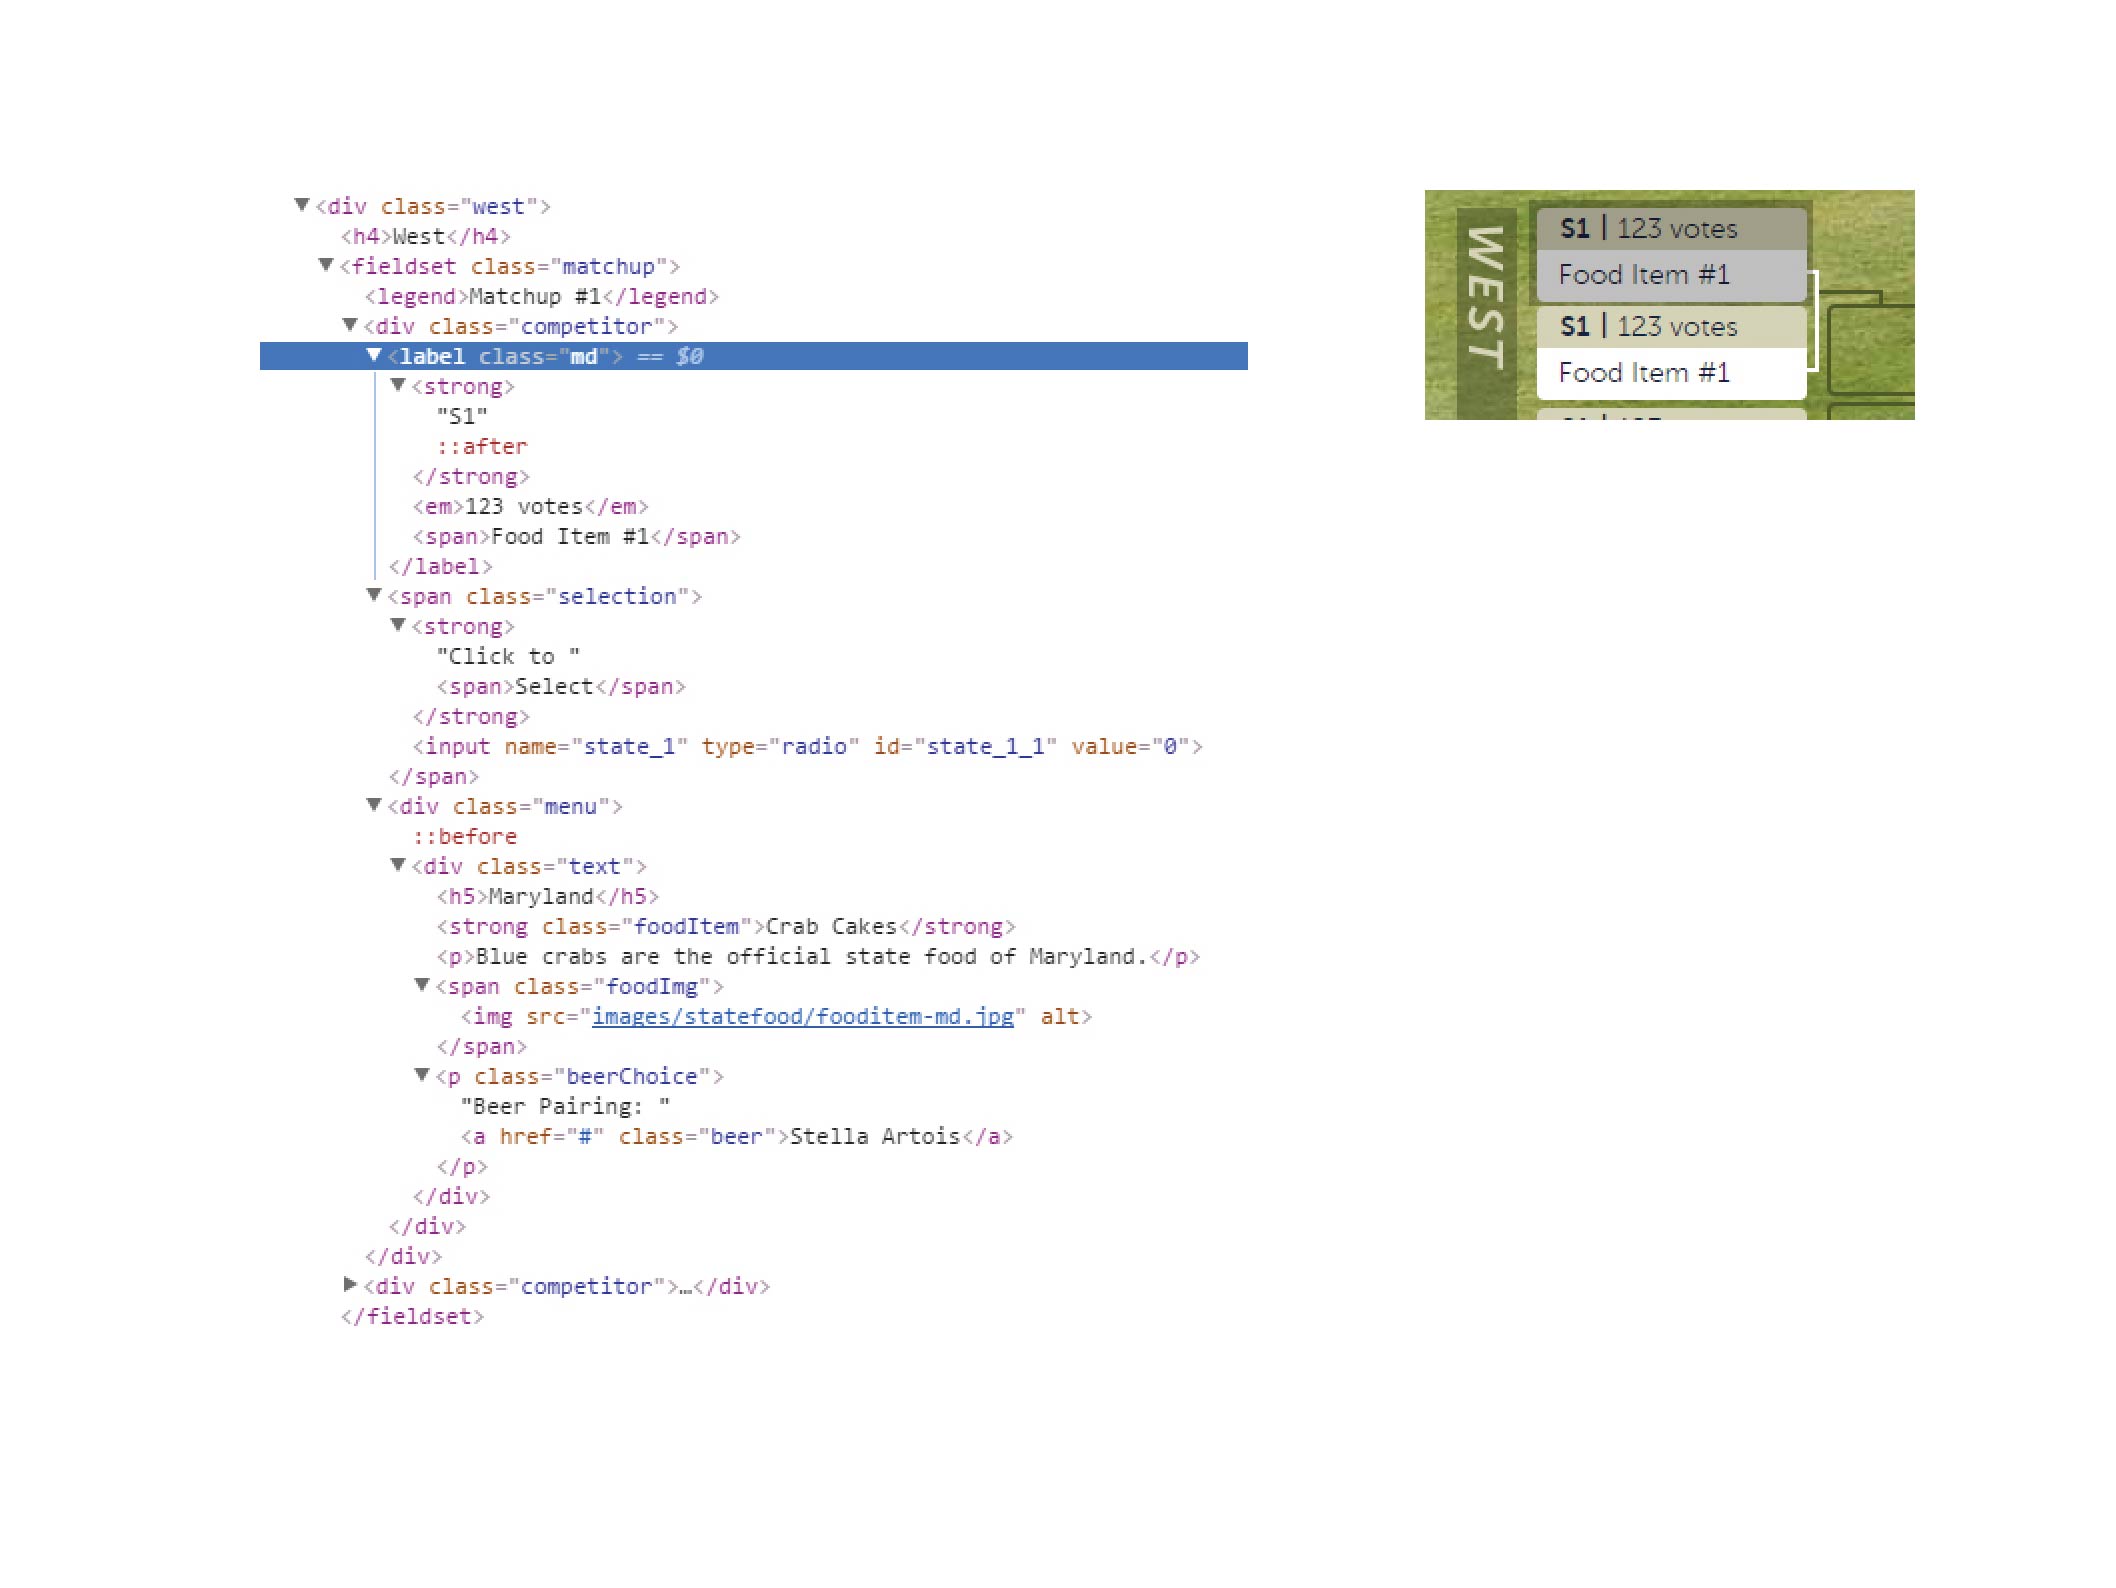 ▼<div class="west">
<h4>West</h4>
▼<fieldset class="matchup">
<legend>Matchup #1</legend>
▼<div class="competitor">
▼<label class="md"> == $0
▼<strong>
"S1"
::after
</strong>
<em>123 votes</em>
<span>Food Item #1</span>
</label>
▼<span class="selection">
▼<strong>
"Click to "
<span>Select</span>
</strong>
<input name="state_1" type="radio" id="state_1_1" value="0">
</span>
▼<div class="menu">
::before
▼<div class="text">
<h5>Maryland</h5>
<strong class="foodItem">Crab Cakes</strong>
<p>Blue crabs are the official state food of Maryland.</p>
▼<span class="foodImg">
<img src="images/statefood/fooditem-md.jpg" alt>
</span>
▼<p class="beerChoice">
"Beer Pairing: "
<a href="#" class="beer">Stella Artois</a>
</p>
</div>
</div>
</div>
▶<div class="competitor">…</div>
</fieldset>
WEST
S1 | 123 votes
Food Item #1
S1 | 123 votes
Food Item #1